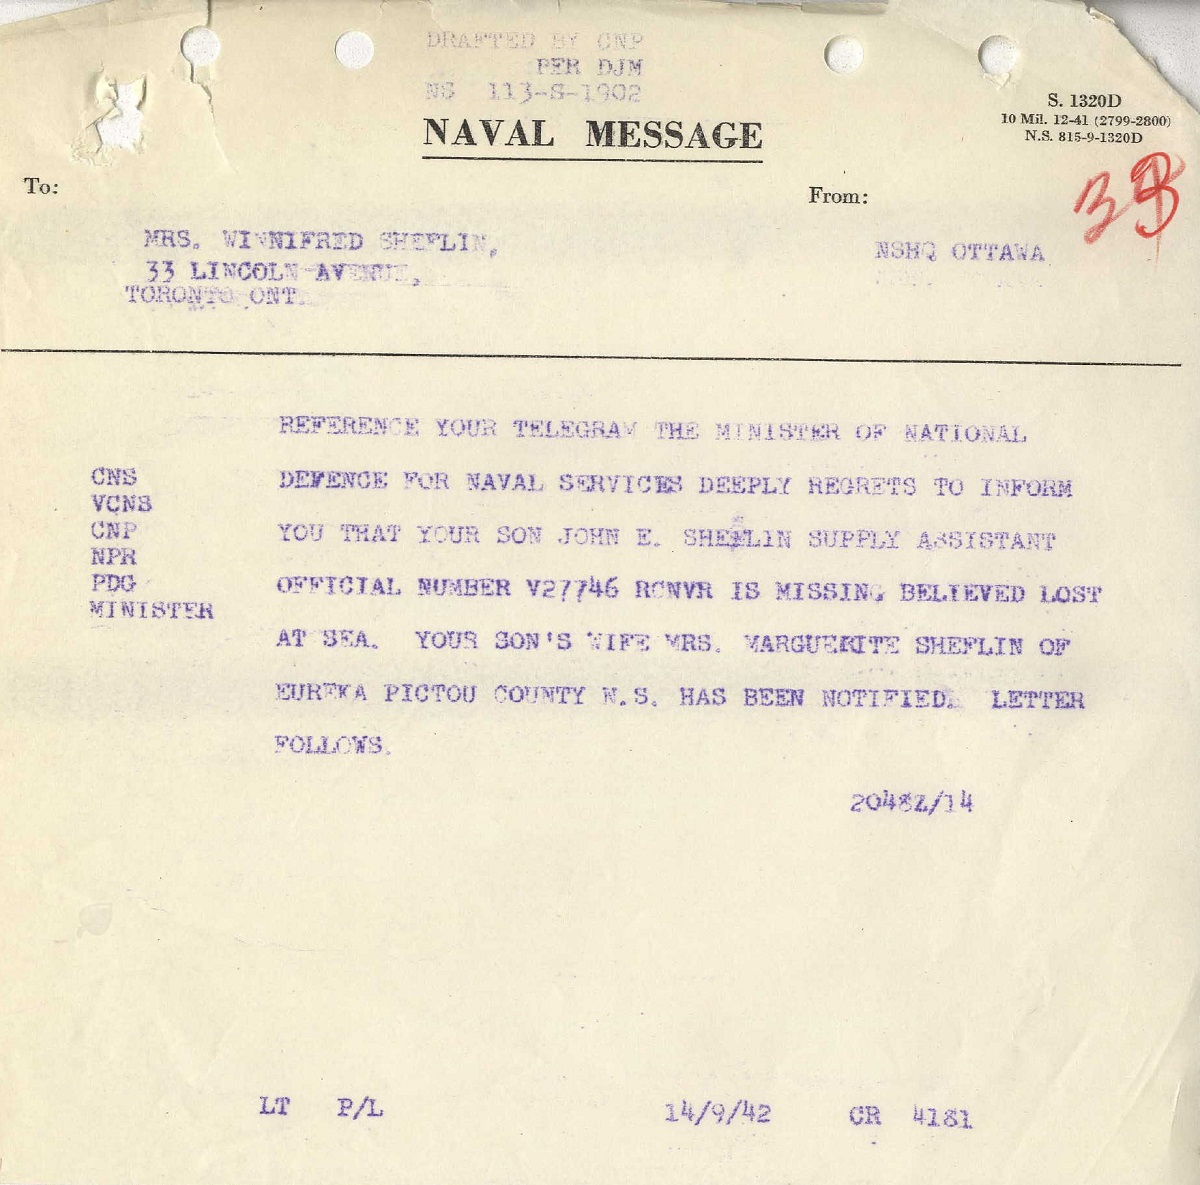 DRAFTED BY CNP
PER DJM
NS 113-S-1902
NAVAL MESSAGE
S. 1320D
10 Mil. 12-41 (2799-2800)
N.S. 815-9-1320D
To:
From:
MRS. WINNIFRED SHEFLIN,
33 LINCOLN AVENUE,
TORONTO ONT.
NSHQ OTTAWA
REFERENCE YOUR TELEGRAM THE MINISTER OF NATIONAL
DEFENCE FOR NAVAL SERVICES DEEPLY REGRETS TO INFORM
YOU THAT YOUR SON JOHN E. SHEFLIN SUPPLY ASSISTANT
OFFICIAL NUMBER V27746 RCNVR IS MISSING BELIEVED LOST
AT SEA. YOUR SON'S WIFE MRS. MARGUERITE SHEFLIN OF
EUREKA PICTOU COUNTY N.S. HAS BEEN NOTIFIED. LETTER
FOLLOWS.
CNS
VCNS
CNP
NPR
PDG
MINISTER
2048Z/14
LT P/L 14/9/42 CR 4181